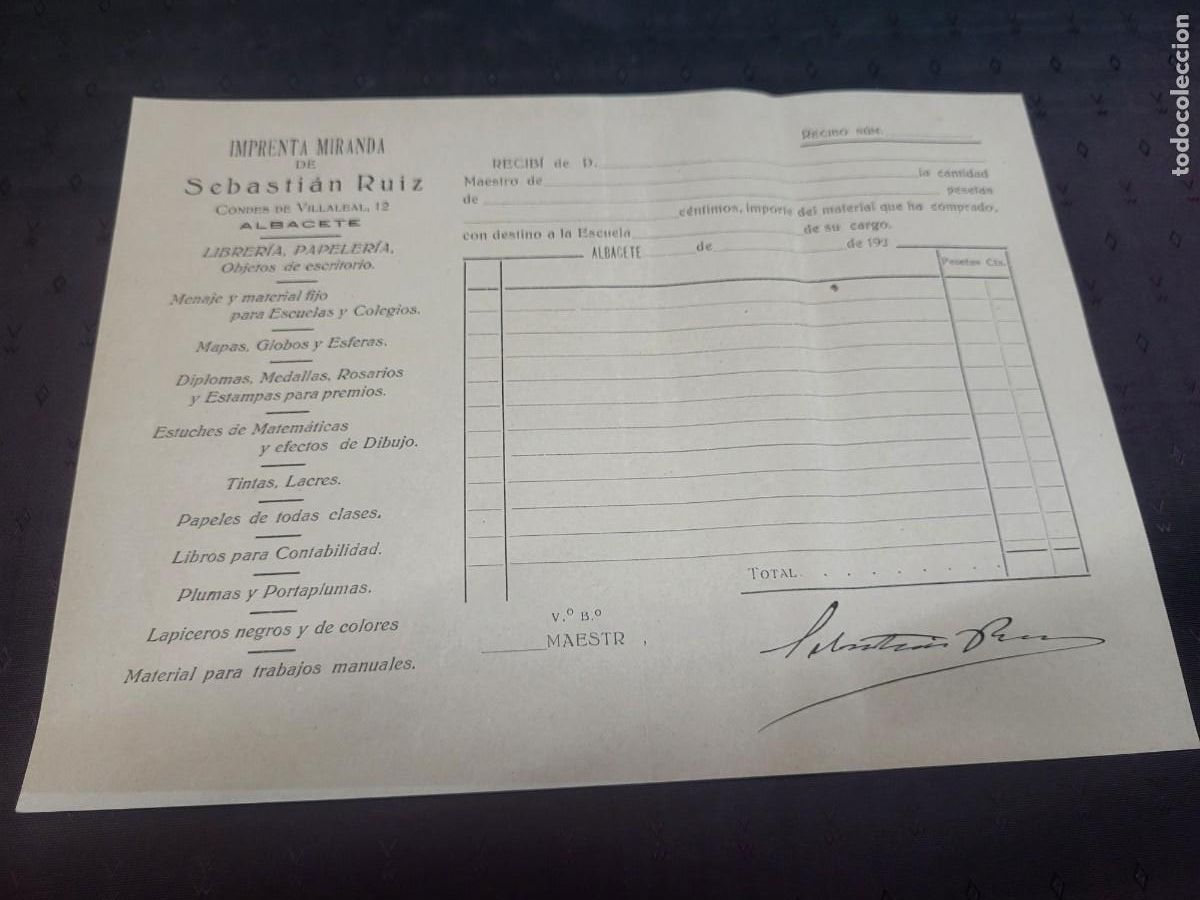 IMPRENTA MIRANDA
DE
Sebastián Ruiz
CONDES DE VILLALEAL, 12
ALBACETE
LIBRERÍA, PAPELERÍA,
Objetos de escritorio.
Menaje y material fijo
para Escuelas y Colegios.
Mapas, Globos y Esferas.
Diplomas, Medallas, Rosarios
y Estampas para premios.
Estuches de Matemáticas
y efectos de Dibujo.
Tintas, Lacres.
Papeles de todas clases.
Libros para Contabilidad.
Plumas y Portaplumas.
Lapiceros negros y de colores
Material para trabajos manuales.
RECIBO NÚM.
RECIBÍ de D.
Maestro de la cantidad
de pesetas
céntimos, importe del material que ha comprado,
con destino a la Escuela de su cargo.
ALBACETE de de 193
Pesetas Cts.
TOTAL. . . . . . . . .
V.º B.º
MAESTR ,
Sebastián Ruiz
todocoleccion